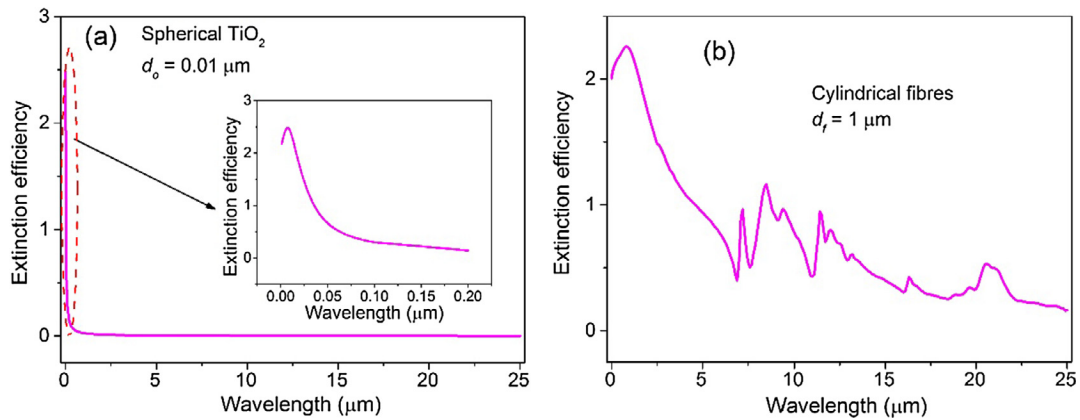 (a)
Spherical TiO₂
dₒ = 0.01 µm
Extinction efficiency
3
2
1
0
0 5 10 15 20 25
Wavelength (µm)
Extinction efficiency
3
2
1
0
0.00 0.05 0.10 0.15 0.20
Wavelength (µm)
(b)
Cylindrical fibres
d_f = 1 µm
Extinction efficiency
2
1
0
0 5 10 15 20 25
Wavelength (µm)